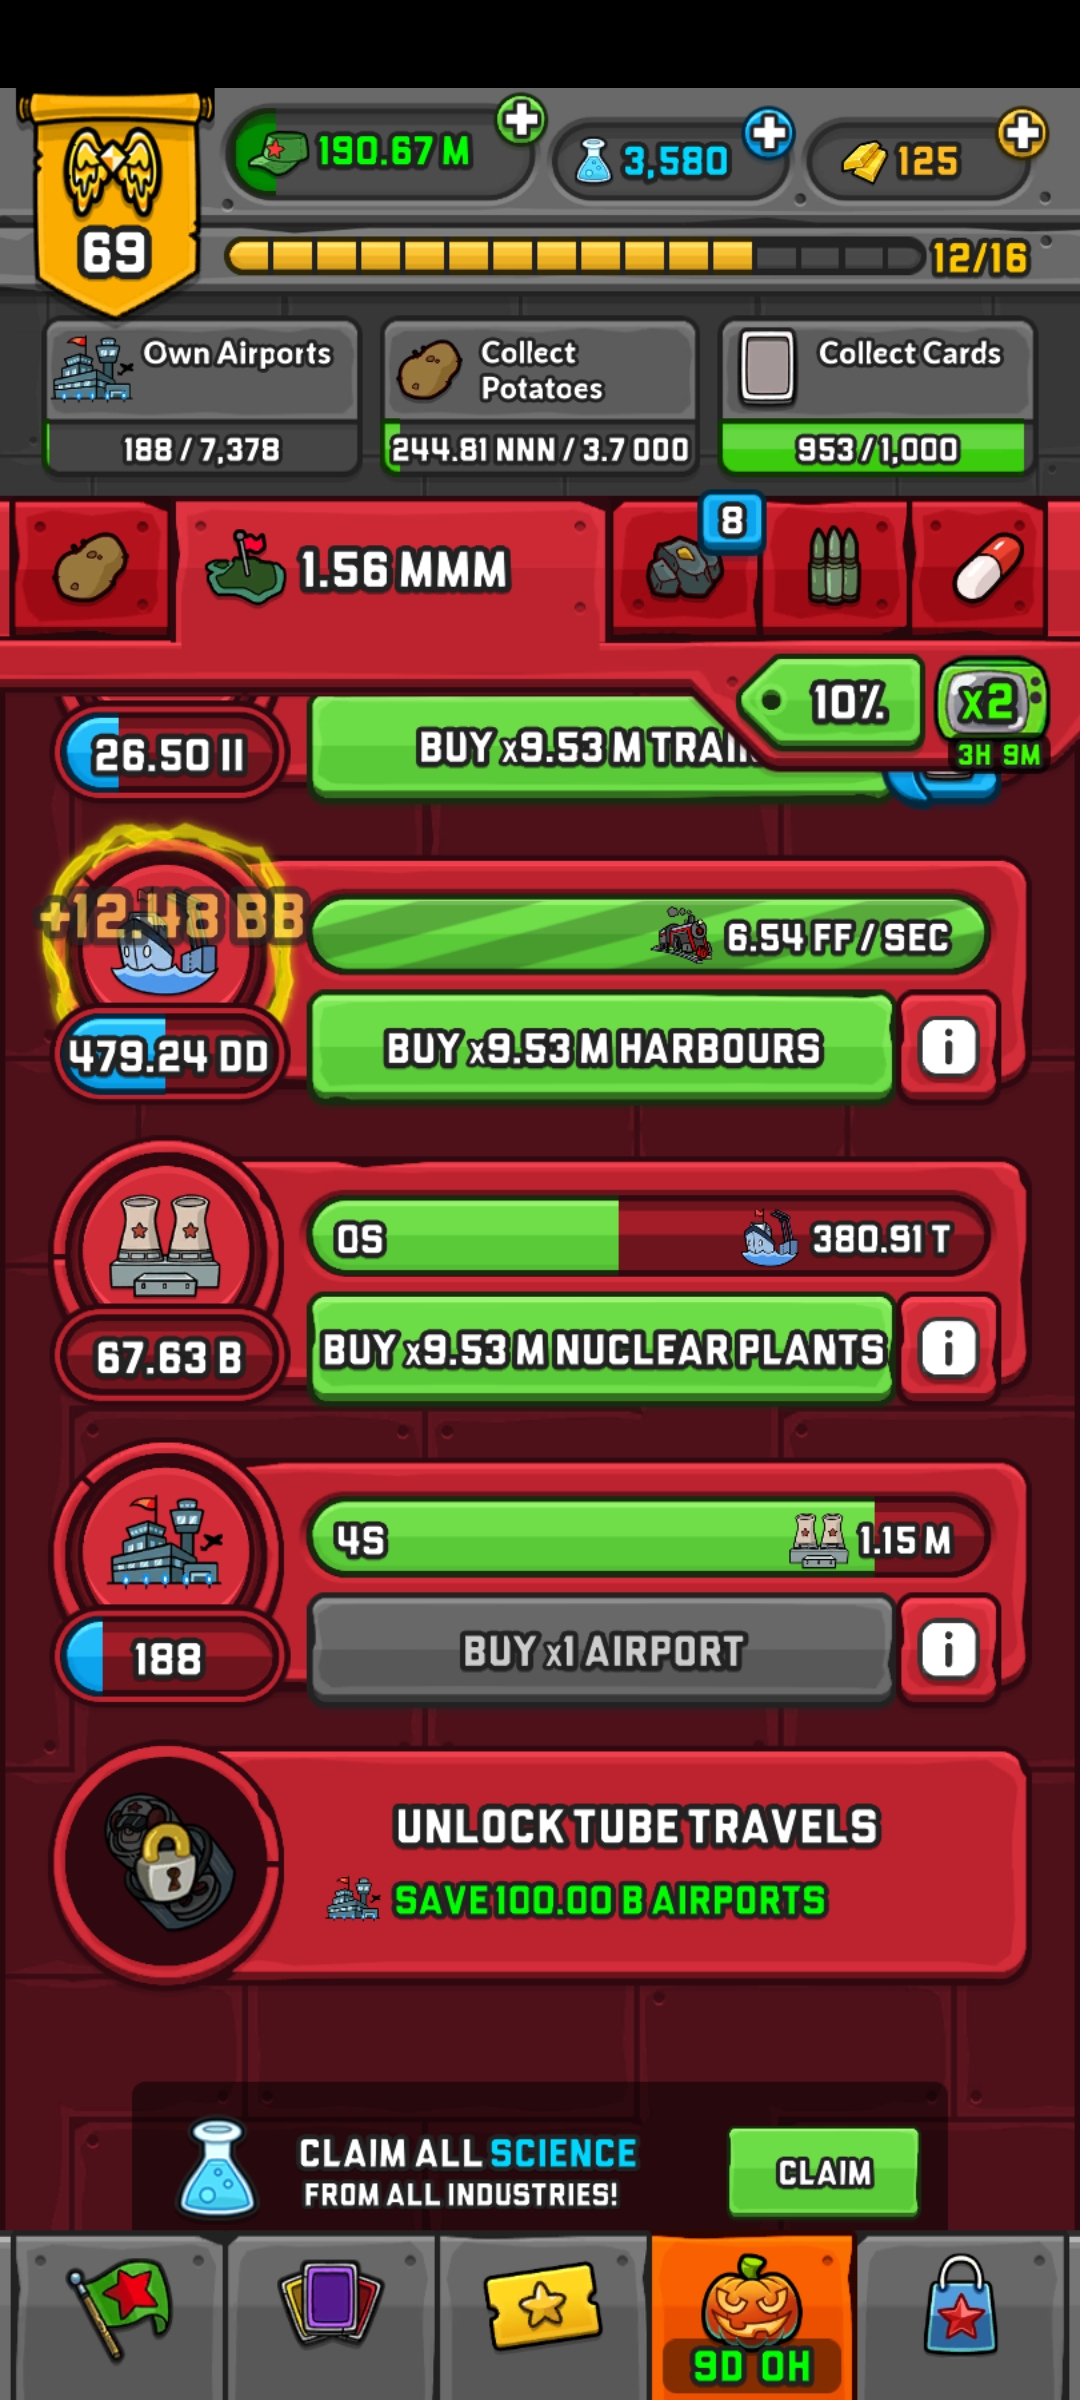 190.67 M
3,580
125
69
12/16
Own Airports
188 / 7,378
Collect
Potatoes
244.81 NNN / 3.7 OOO
Collect Cards
953 / 1,000
1.56 MMM
8
10%
x2
3H 9M
26.50 II
BUY x9.53 M
+12.48 BB
6.54 FF / SEC
479.24 DD
BUY x9.53 M HARBOURS
i
0S
380.91 T
67.63 B
BUY x9.53 M NUCLEAR PLANTS
i
4S
1.15 M
188
BUY x1 AIRPORT
i
UNLOCK TUBE TRAVELS
SAVE 100.00 B AIRPORTS
CLAIM ALL SCIENCE
FROM ALL INDUSTRIES!
CLAIM
9D 0H